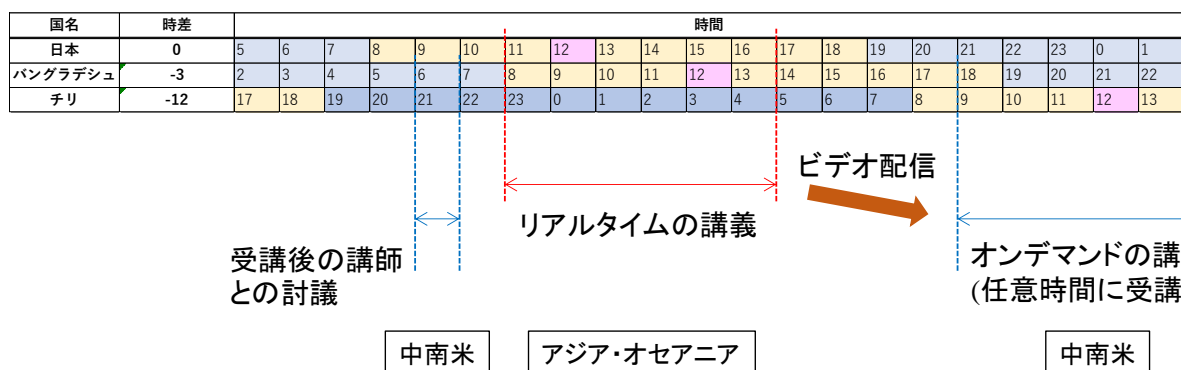 国名 時差 時間
日本 0 5 6 7 8 9 10 11 12 13 14 15 16 17 18 19 20 21 22 23 0 1
バングラデシュ -3 2 3 4 5 6 7 8 9 10 11 12 13 14 15 16 17 18 19 20 21 22
チリ -12 17 18 19 20 21 22 23 0 1 2 3 4 5 6 7 8 9 10 11 12 13
ビデオ配信
リアルタイムの講義
受講後の講師
との討議
オンデマンドの講
(任意時間に受講
中南米 アジア・オセアニア 中南米